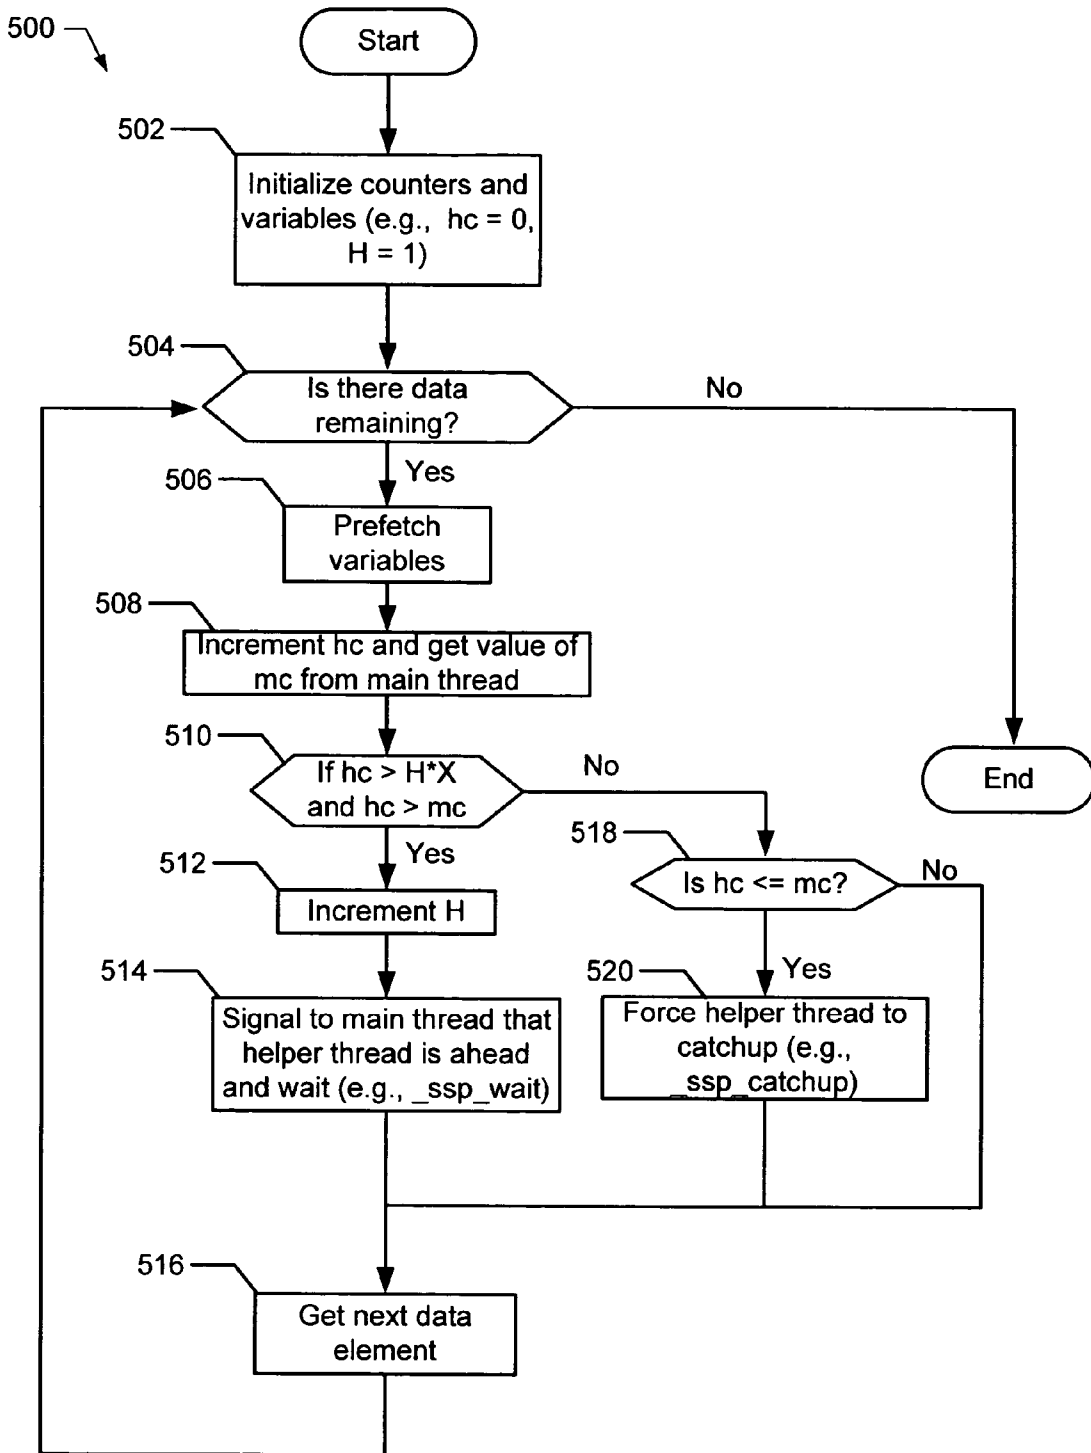 500
Start
502
Initialize counters and
variables (e.g., hc = 0,
H = 1)
504
Is there data
remaining?
No
Yes
506
Prefetch
variables
508
Increment hc and get value of
mc from main thread
510
If hc > H*X
and hc > mc
No
End
518
Yes
512
Is hc <= mc?
No
Increment H
514
Yes
520
Signal to main thread that
helper thread is ahead
and wait (e.g., _ssp_wait)
Force helper thread to
catchup (e.g.,
_ssp_catchup)
516
Get next data
element